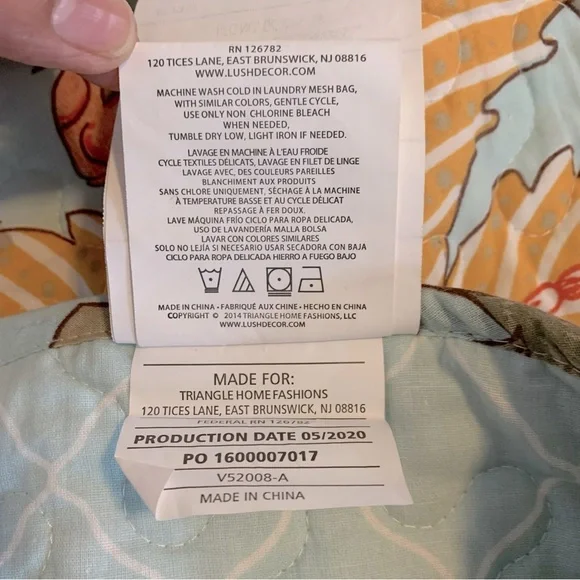 RN 126782
120 TICES LANE, EAST BRUNSWICK, NJ 08816
WWW.LUSHDECOR.COM
MACHINE WASH COLD IN LAUNDRY MESH BAG,
WITH SIMILAR COLORS, GENTLE CYCLE,
USE ONLY NON CHLORINE BLEACH
WHEN NEEDED,
TUMBLE DRY LOW, LIGHT IRON IF NEEDED.
LAVAGE EN MACHINE À L'EAU FROIDE
CYCLE TEXTILES DÉLICATS, LAVAGE EN FILET DE LINGE
LAVAGE AVEC, DES COULEURS PAREILLES
BLANCHIMENT AUX PRODUITS
SANS CHLORE UNIQUEMENT, SÉCHAGE À LA MACHINE
À TEMPERATURE BASSE ET AU CYCLE DÉLICAT
REPASSAGE À FER DOUX.
LAVE MÁQUINA FRÍO CICLO PARA ROPA DELICADA,
USO DE LAVANDERÍA MALLA BOLSA
LAVAR CON COLORES SIMILARES
SOLO NO LEJÍA SI NECESARIO USAR SECADORA CON BAJA
CICLO PARA ROPA DELICADA HIERRO A FUEGO BAJO
MADE IN CHINA • FABRIQUÉ AUX CHINE • HECHO EN CHINA
COPYRIGHT © 2014 TRIANGLE HOME FASHIONS, LLC
WWW.LUSHDECOR.COM
MADE FOR:
TRIANGLE HOME FASHIONS
120 TICES LANE, EAST BRUNSWICK, NJ 08816
FEDERAL RN 126782
PRODUCTION DATE 05/2020
PO 1600007017
V52008-A
MADE IN CHINA